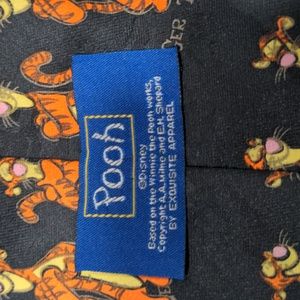 Pooh
©Disney
Based on the Winnie the Pooh works,
Copyright A.A. Milne and E.H. Shepard
BY EXQUISITE APPAREL